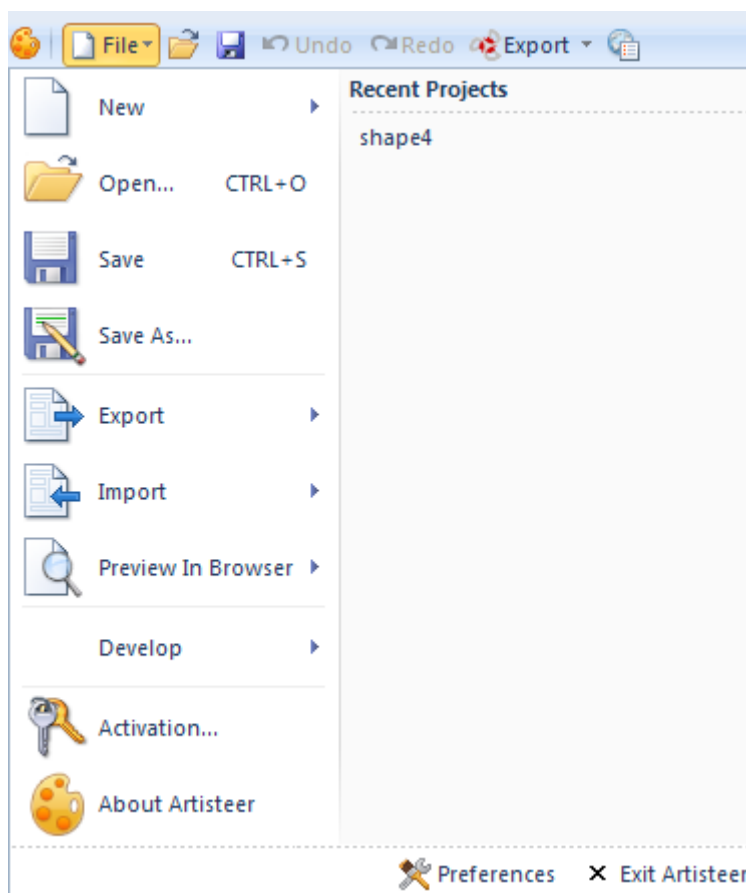 File Undo Redo Export
Recent Projects
New
shape4
Open... CTRL+O
Save CTRL+S
Save As...
Export
Import
Preview In Browser
Develop
Activation...
About Artisteer
Preferences Exit Artisteer